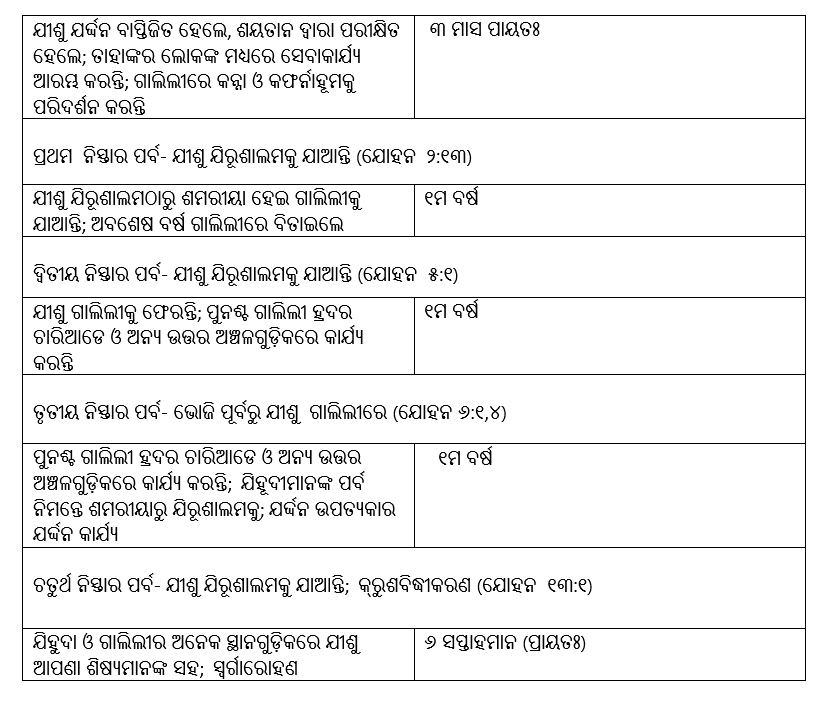 ଯୀଶୁ ଯର୍ଦ୍ଦନ ବାପ୍ତିଜିତ ହେଲେ, ଶୟତାନ ଦ୍ୱାରା ପରୀକ୍ଷିତ
ହେଲେ; ତାହାଙ୍କର ଲୋକଙ୍କ ମଧ୍ୟରେ ସେବାକାର୍ଯ୍ୟ
ଆରମ୍ଭ କରନ୍ତି; ଗାଲିଲୀରେ କାନ୍ନା ଓ କଫର୍ନାହୂମକୁ
ପରିଦର୍ଶନ କରନ୍ତି
୩ ମାସ ପାୟତଃ
ପ୍ରଥମ ନିସ୍ତାର ପର୍ବ- ଯୀଶୁ ଯିରୂଶାଲମକୁ ଯାଆନ୍ତି (ଯୋହନ ୨:୧୩)
ଯୀଶୁ ଯିରୂଶାଲମଠାରୁ ଶମରୀୟା ହେଇ ଗାଲିଲୀକୁ
ଯାଆନ୍ତି; ଅବଶେଷ ବର୍ଷ ଗାଲିଲୀରେ ବିତାଇଲେ
୧ମ ବର୍ଷ
ଦ୍ୱିତୀୟ ନିସ୍ତାର ପର୍ବ- ଯୀଶୁ ଯିରୂଶାଲମକୁ ଯାଆନ୍ତି (ଯୋହନ ୫:୧)
ଯୀଶୁ ଗାଲିଲୀକୁ ଫେରନ୍ତି; ପୁନଶ୍ଚ ଗାଲିଲୀ ହ୍ରଦର
ଚାରିଆଡେ ଓ ଅନ୍ୟ ଉତ୍ତର ଅଞ୍ଚଳଗୁଡ଼ିକରେ କାର୍ଯ୍ୟ
କରନ୍ତି
୧ମ ବର୍ଷ
ତୃତୀୟ ନିସ୍ତାର ପର୍ବ- ଭୋଜି ପୂର୍ବରୁ ଯୀଶୁ ଗାଲିଲୀରେ (ଯୋହନ ୬:୧,୪)
ପୁନଶ୍ଚ ଗାଲିଲୀ ହ୍ରଦର ଚାରିଆଡେ ଓ ଅନ୍ୟ ଉତ୍ତର
ଅଞ୍ଚଳଗୁଡ଼ିକରେ କାର୍ଯ୍ୟ କରନ୍ତି; ଯିହୂଦୀମାନଙ୍କ ପର୍ବ
ନିମନ୍ତେ ଶମରୀୟାରୁ ଯିରୂଶାଲମକୁ; ଯର୍ଦ୍ଦନ ଉପତ୍ୟକାର
ଯର୍ଦ୍ଦନ କାର୍ଯ୍ୟ
୧ମ ବର୍ଷ
ଚତୁର୍ଥ ନିସ୍ତାର ପର୍ବ- ଯୀଶୁ ଯିରୂଶାଲମକୁ ଯାଆନ୍ତି; କ୍ରୁଶବିଦ୍ଧୀକରଣ (ଯୋହନ ୧୩:୧)
ଯିହୁଦା ଓ ଗାଲିଲୀର ଅନେକ ସ୍ଥାନଗୁଡ଼ିକରେ ଯୀଶୁ
ଆପଣା ଶିଷ୍ୟମାନଙ୍କ ସହ; ସ୍ୱର୍ଗାରୋହଣ
୬ ସପ୍ତାହମାନ (ପ୍ରାୟତଃ)